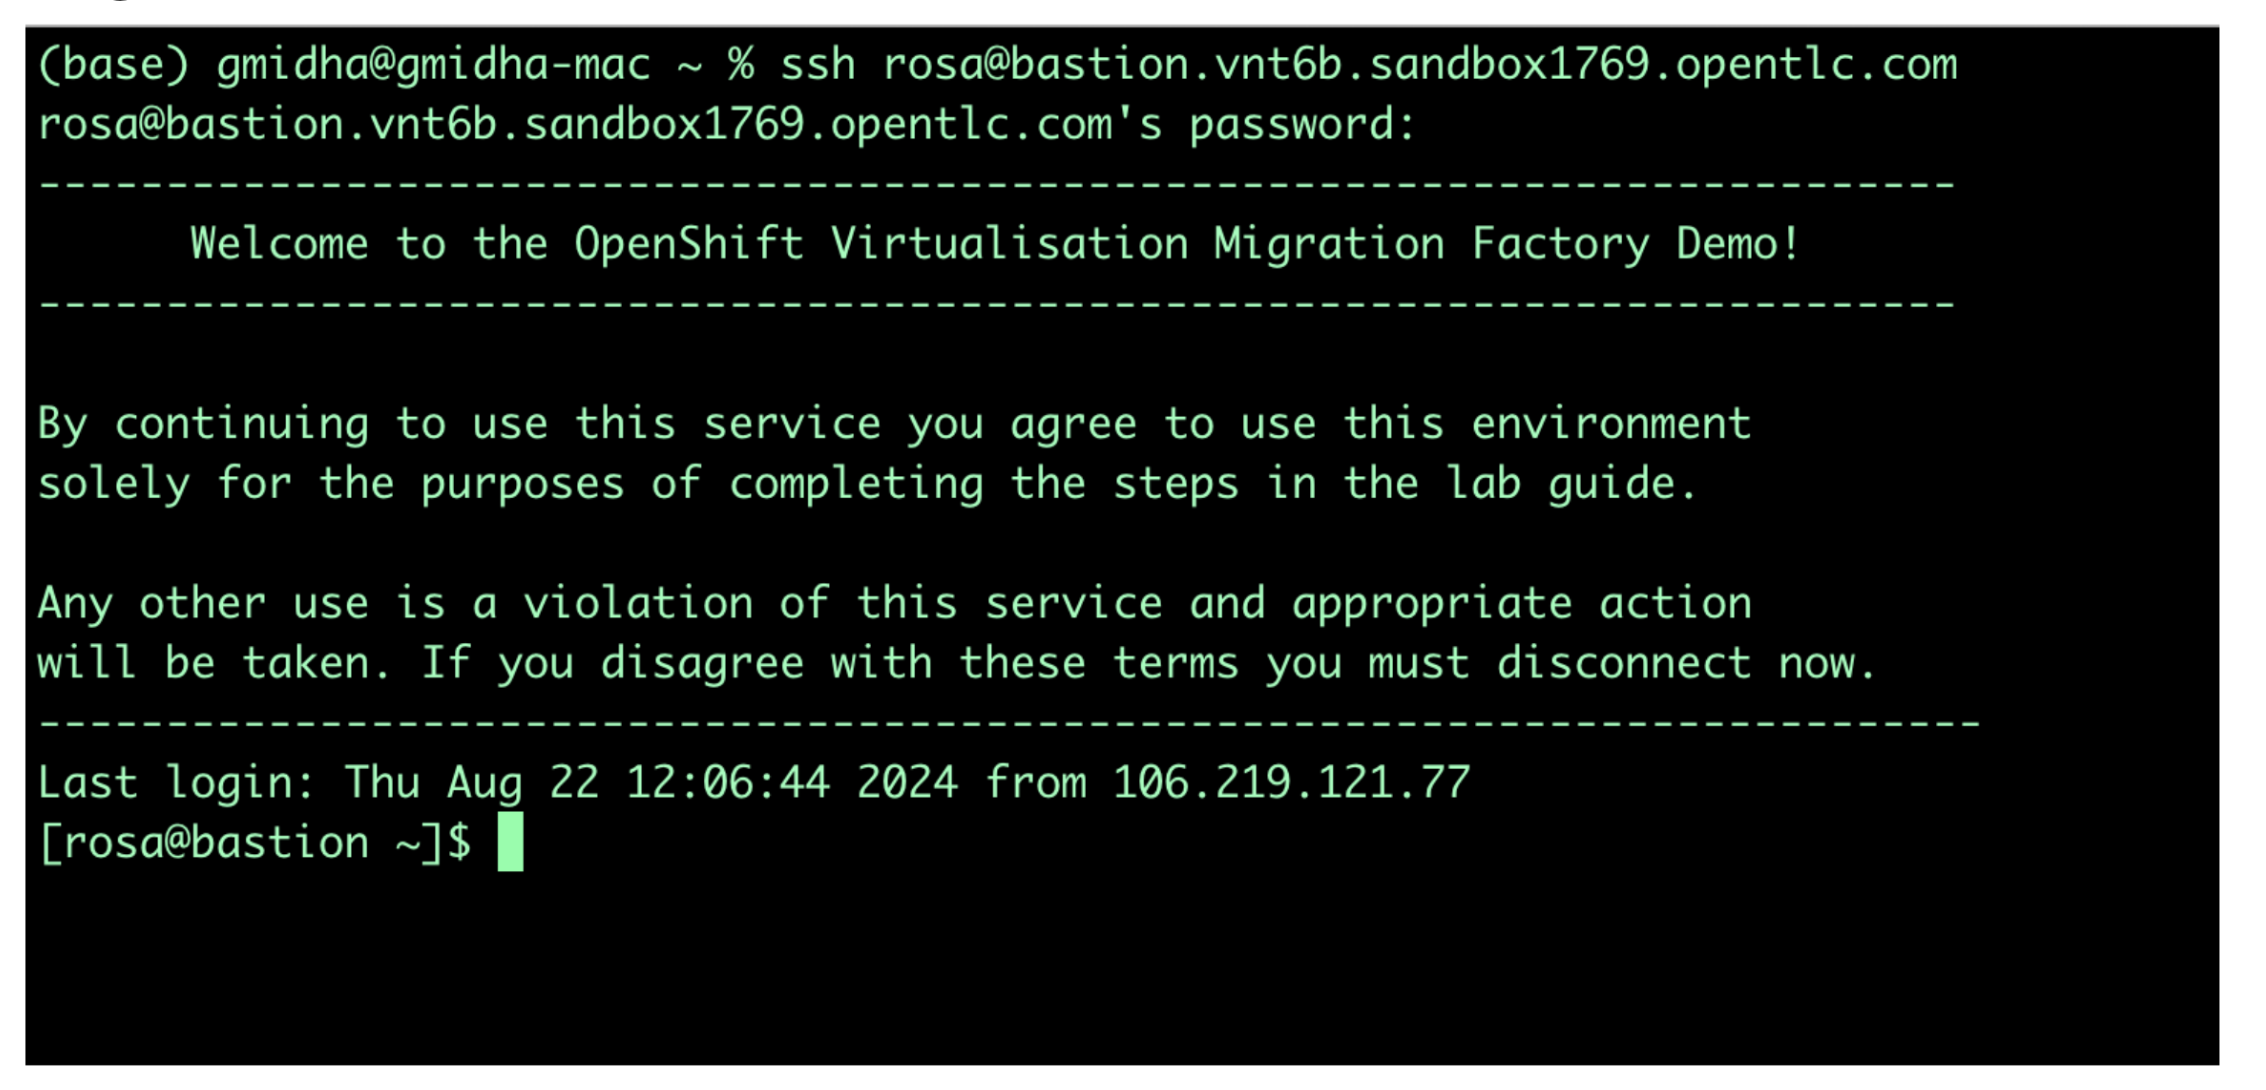 (base) gmidha@gmidha-mac ~ % ssh rosa@bastion.vnt6b.sandbox1769.opentlc.com
rosa@bastion.vnt6b.sandbox1769.opentlc.com's password:
---------------------------------------------------------------------------
      Welcome to the OpenShift Virtualisation Migration Factory Demo!
---------------------------------------------------------------------------
By continuing to use this service you agree to use this environment
solely for the purposes of completing the steps in the lab guide.
Any other use is a violation of this service and appropriate action
will be taken. If you disagree with these terms you must disconnect now.
----------------------------------------------------------------------------
Last login: Thu Aug 22 12:06:44 2024 from 106.219.121.77
[rosa@bastion ~]$